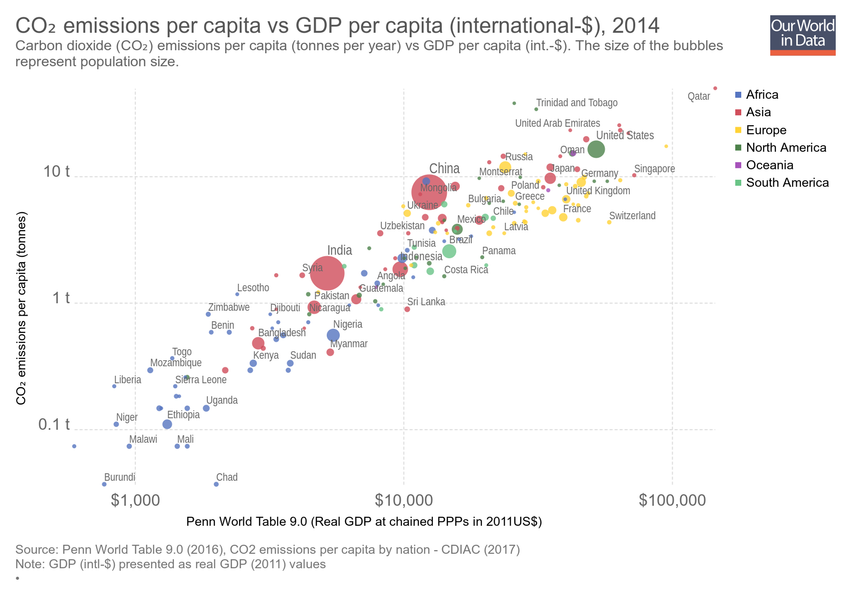 CO₂ emissions per capita vs GDP per capita (international-$), 2014
Carbon dioxide (CO₂) emissions per capita (tonnes per year) vs GDP per capita (int.-$). The size of the bubbles
represent population size.
Our World
in Data
Africa
Asia
Europe
North America
Oceania
South America
Qatar
Trinidad and Tobago
United Arab Emirates
United States
Oman
Russia
10 t
China
Montserrat
Japan
Germany
Singapore
Mongolia
Poland
United Kingdom
Bulgaria
Greece
Ukraine
Chile
France
Switzerland
Uzbekistan
Mexico
Latvia
Tunisia
Brazil
India
Indonesia
Panama
Syria
Angola
Costa Rica
Lesotho
Pakistan
Guatemala
1 t
Zimbabwe
Djibouti
Nicaragua
Sri Lanka
Benin
Nigeria
Bangladesh
Myanmar
Togo
Kenya
Sudan
Mozambique
Liberia
Sierra Leone
Uganda
Niger
Ethiopia
0.1 t
Malawi
Mali
Burundi
Chad
CO₂ emissions per capita (tonnes)
$1,000
$10,000
$100,000
Penn World Table 9.0 (Real GDP at chained PPPs in 2011US$)
Source: Penn World Table 9.0 (2016), CO2 emissions per capita by nation - CDIAC (2017)
Note: GDP (intl-$) presented as real GDP (2011) values
•